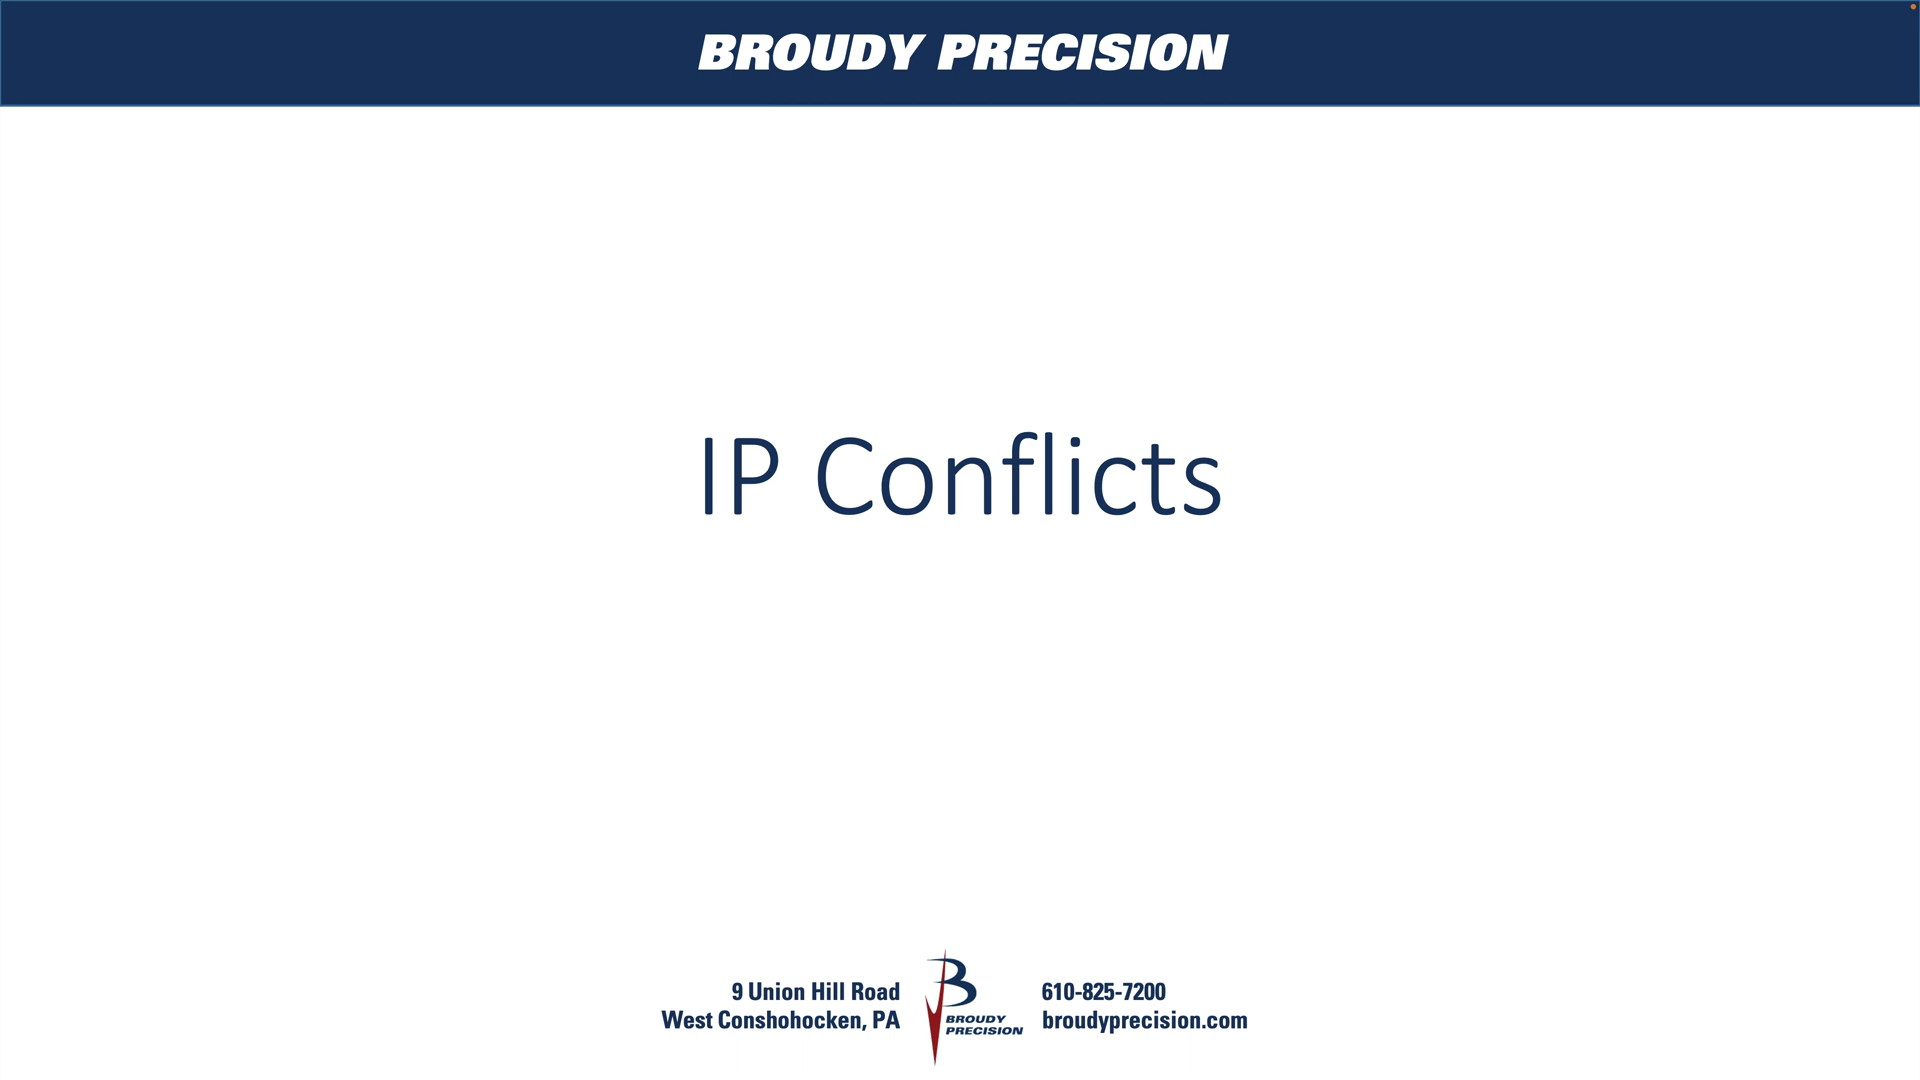 BROUDY PRECISION
IP Conflicts
9 Union Hill Road
West Conshohocken, PA
B
BROUDY
PRECISION
610-825-7200
broudyprecision.com